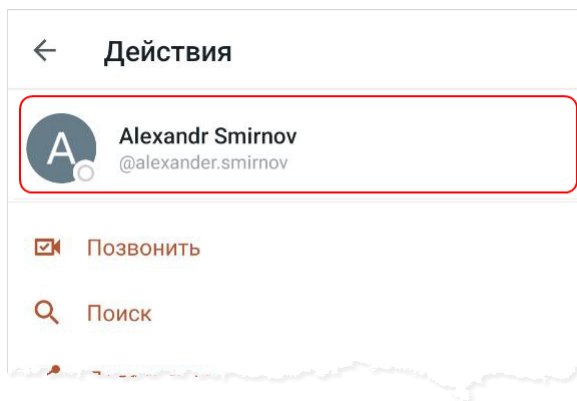 Действия
A
Alexandr Smirnov
@alexander.smirnov
Позвонить
Поиск